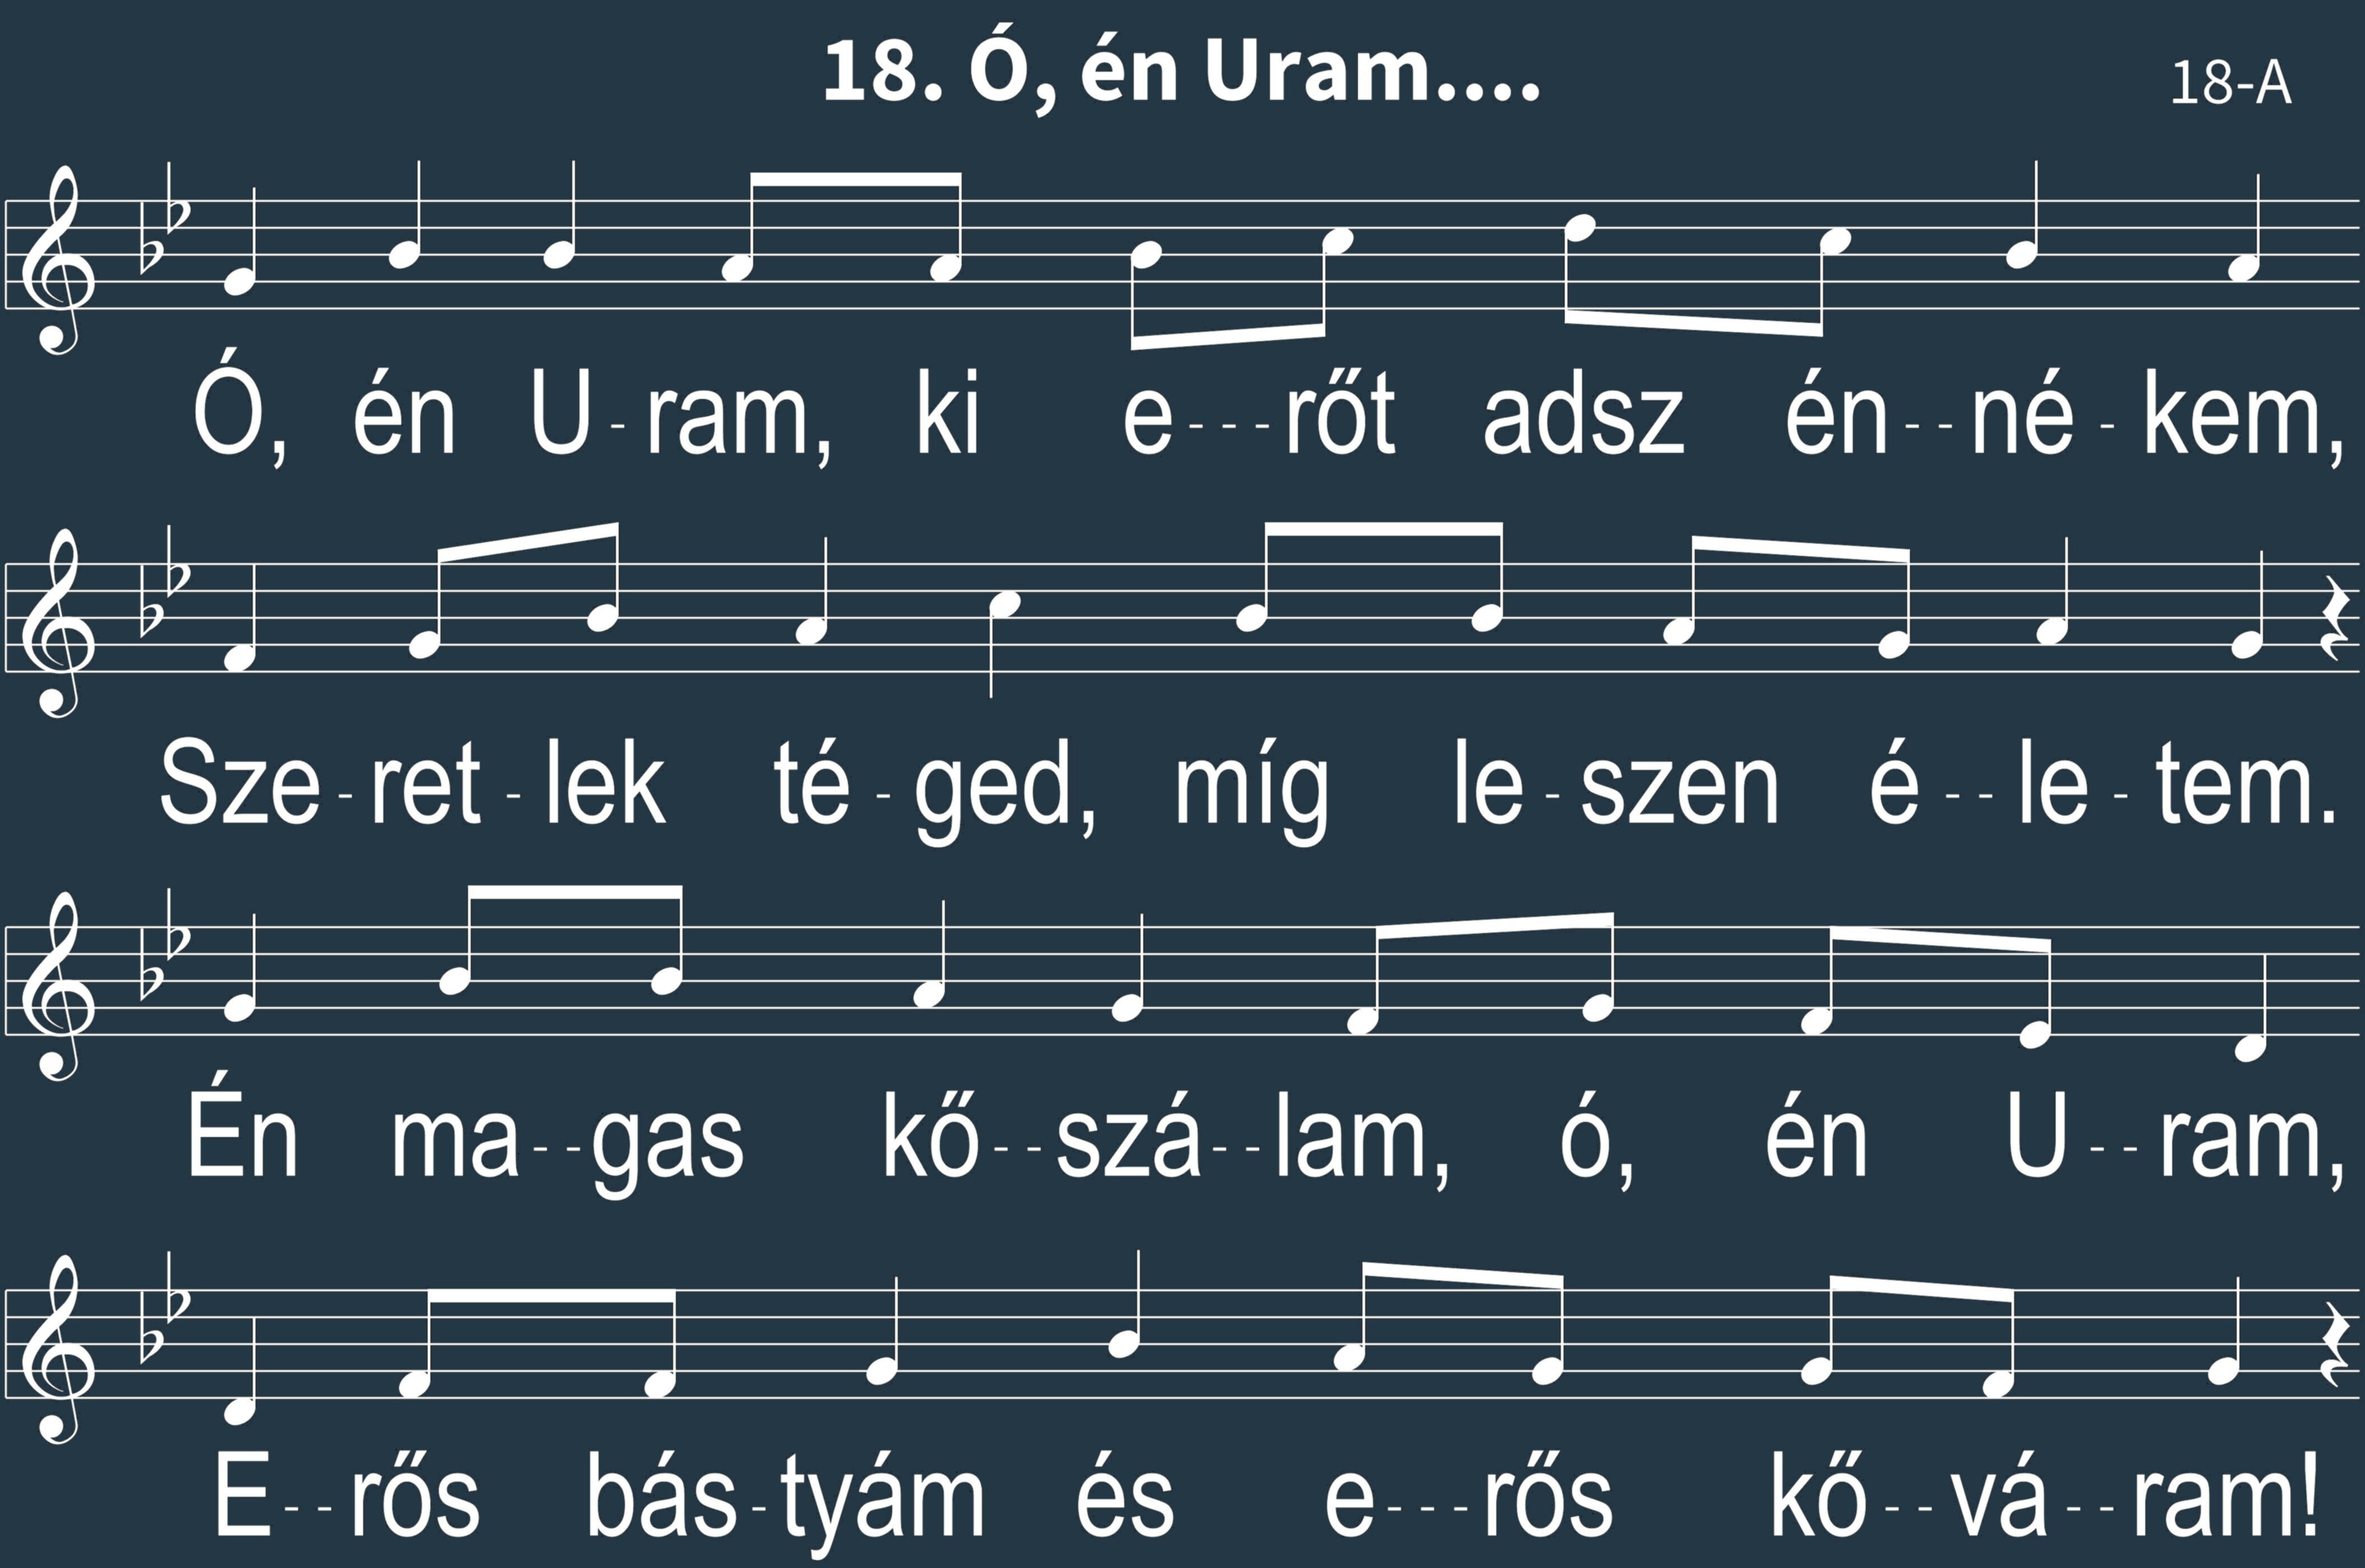 18. Ó, én Uram....
18-A
Ó, én U-ram, ki e---rőt adsz én--né-kem,
Sze-ret-lek té-ged, míg le-szen é--le-tem.
Én ma--gas kő--szá--lam, ó, én U--ram,
E--rős bás-tyám és e---rős kő--vá--ram!